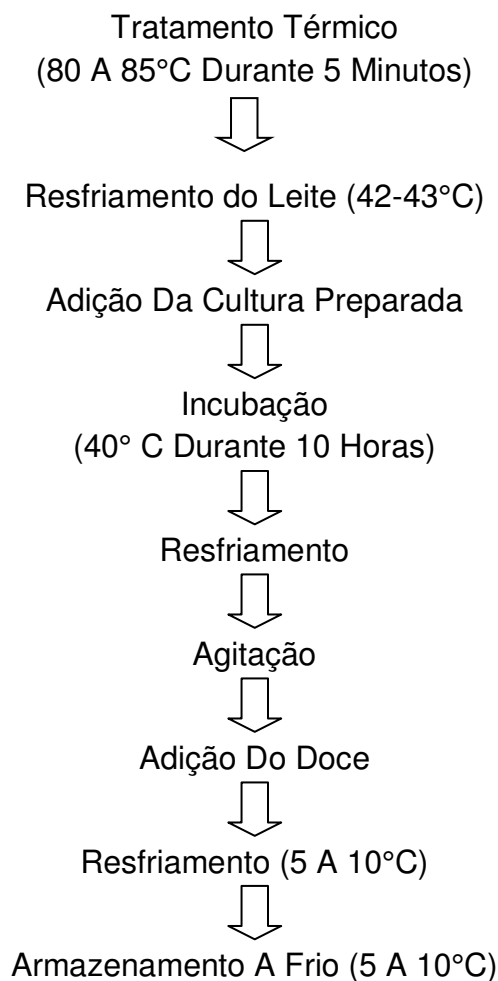 Tratamento Térmico
(80 A 85°C Durante 5 Minutos)
Resfriamento do Leite (42-43°C)
Adição Da Cultura Preparada
Incubação
(40° C Durante 10 Horas)
Resfriamento
Agitação
Adição Do Doce
Resfriamento (5 A 10°C)
Armazenamento A Frio (5 A 10°C)